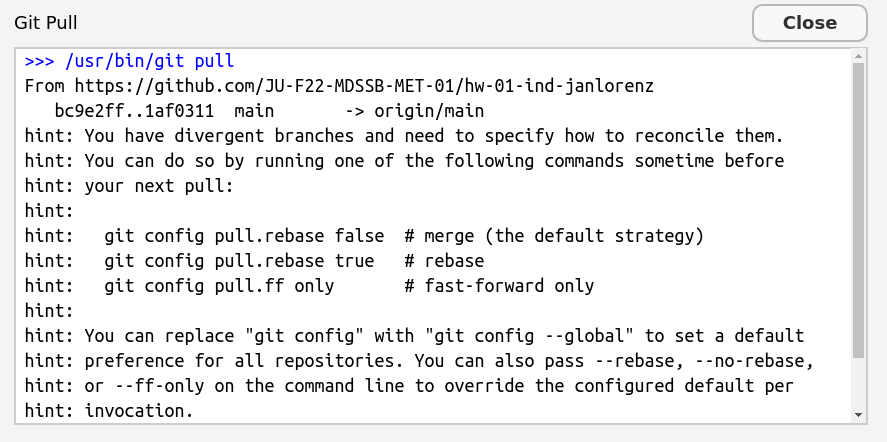 Git Pull
Close
>>> /usr/bin/git pull
From https://github.com/JU-F22-MDSSB-MET-01/hw-01-ind-janlorenz
   bc9e2ff..1af0311  main       -> origin/main
hint: You have divergent branches and need to specify how to reconcile them.
hint: You can do so by running one of the following commands sometime before
hint: your next pull:
hint:
hint:   git config pull.rebase false  # merge (the default strategy)
hint:   git config pull.rebase true   # rebase
hint:   git config pull.ff only       # fast-forward only
hint:
hint: You can replace "git config" with "git config --global" to set a default
hint: preference for all repositories. You can also pass --rebase, --no-rebase,
hint: or --ff-only on the command line to override the configured default per
hint: invocation.